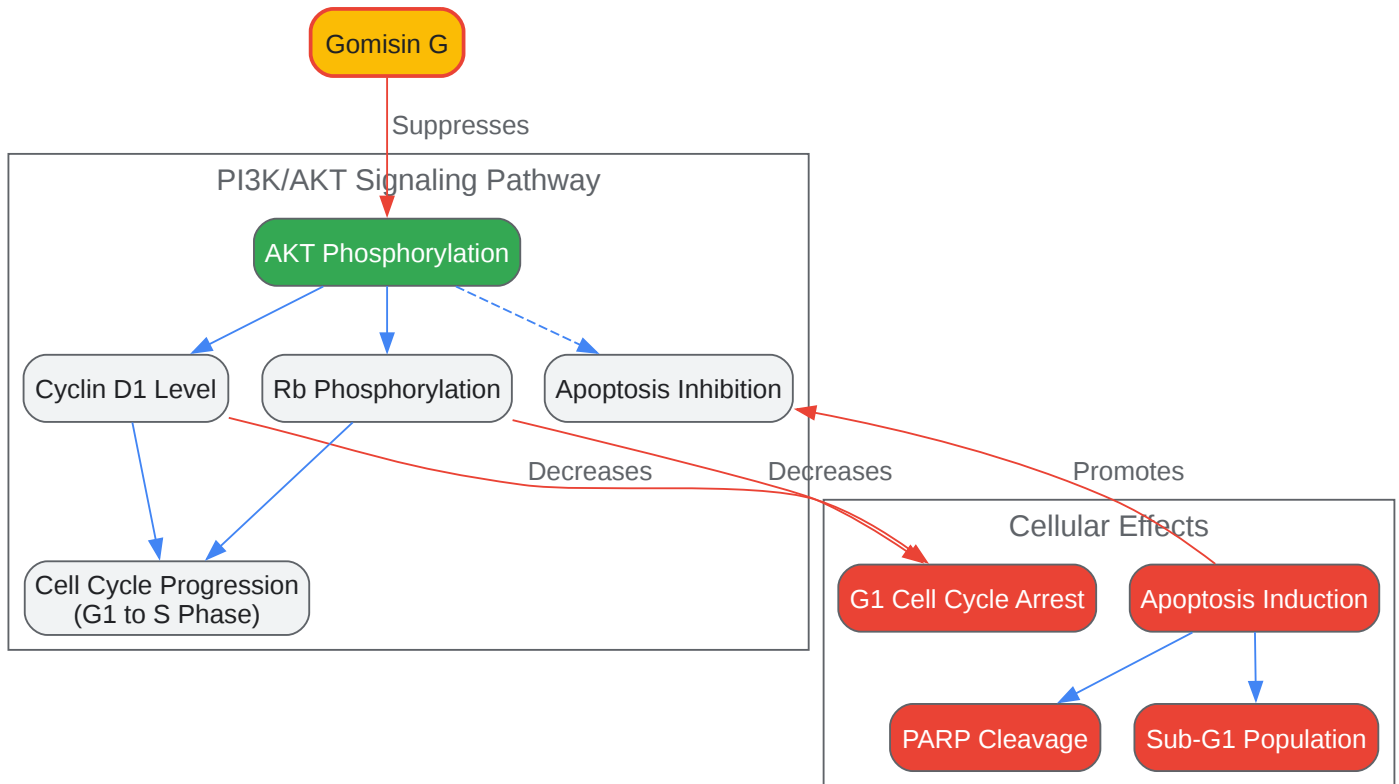 Gomisin G
Suppresses
PI3K/AKT Signaling Pathway
AKT Phosphorylation
Cyclin D1 Level
Rb Phosphorylation
Apoptosis Inhibition
Decreases
Decreases
Promotes
Cellular Effects
Cell Cycle Progression
(G1 to S Phase)
G1 Cell Cycle Arrest
Apoptosis Induction
PARP Cleavage
Sub-G1 Population